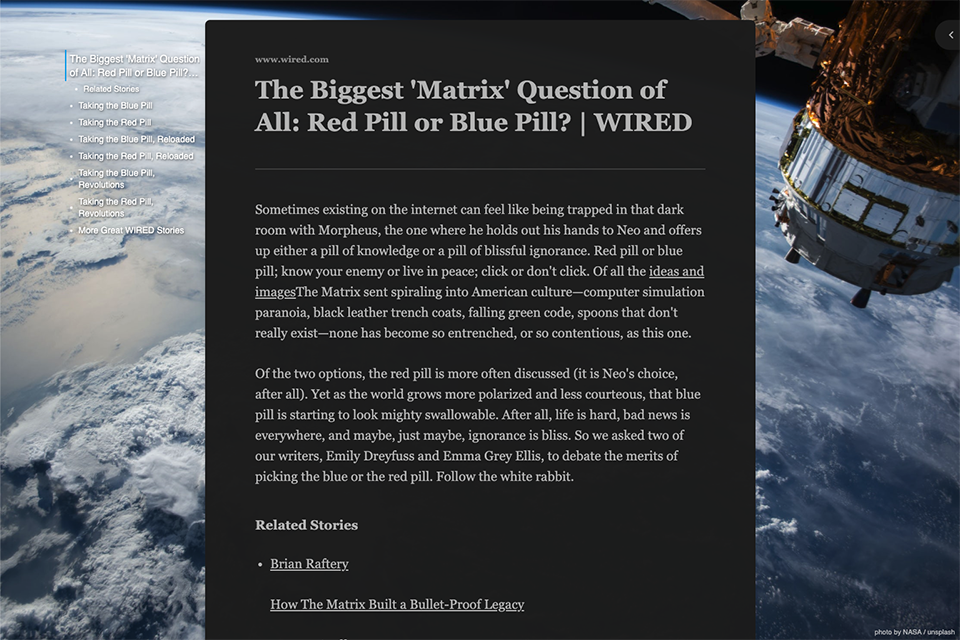 The Biggest 'Matrix' Question
of All: Red Pill or Blue Pill?...
Related Stories
Taking the Blue Pill
Taking the Red Pill
Taking the Blue Pill, Reloaded
Taking the Red Pill, Reloaded
Taking the Blue Pill,
Revolutions
Taking the Red Pill,
Revolutions
More Great WIRED Stories
www.wired.com
The Biggest 'Matrix' Question of
All: Red Pill or Blue Pill? | WIRED
Sometimes existing on the internet can feel like being trapped in that dark
room with Morpheus, the one where he holds out his hands to Neo and offers
up either a pill of knowledge or a pill of blissful ignorance. Red pill or blue
pill; know your enemy or live in peace; click or don't click. Of all the ideas and
imagesThe Matrix sent spiraling into American culture—computer simulation
paranoia, black leather trench coats, falling green code, spoons that don't
really exist—none has become so entrenched, or so contentious, as this one.
Of the two options, the red pill is more often discussed (it is Neo's choice,
after all). Yet as the world grows more polarized and less courteous, that blue
pill is starting to look mighty swallowable. After all, life is hard, bad news is
everywhere, and maybe, just maybe, ignorance is bliss. So we asked two of
our writers, Emily Dreyfuss and Emma Grey Ellis, to debate the merits of
picking the blue or the red pill. Follow the white rabbit.
Related Stories
Brian Raftery
How The Matrix Built a Bullet-Proof Legacy
photo by NASA / unsplash